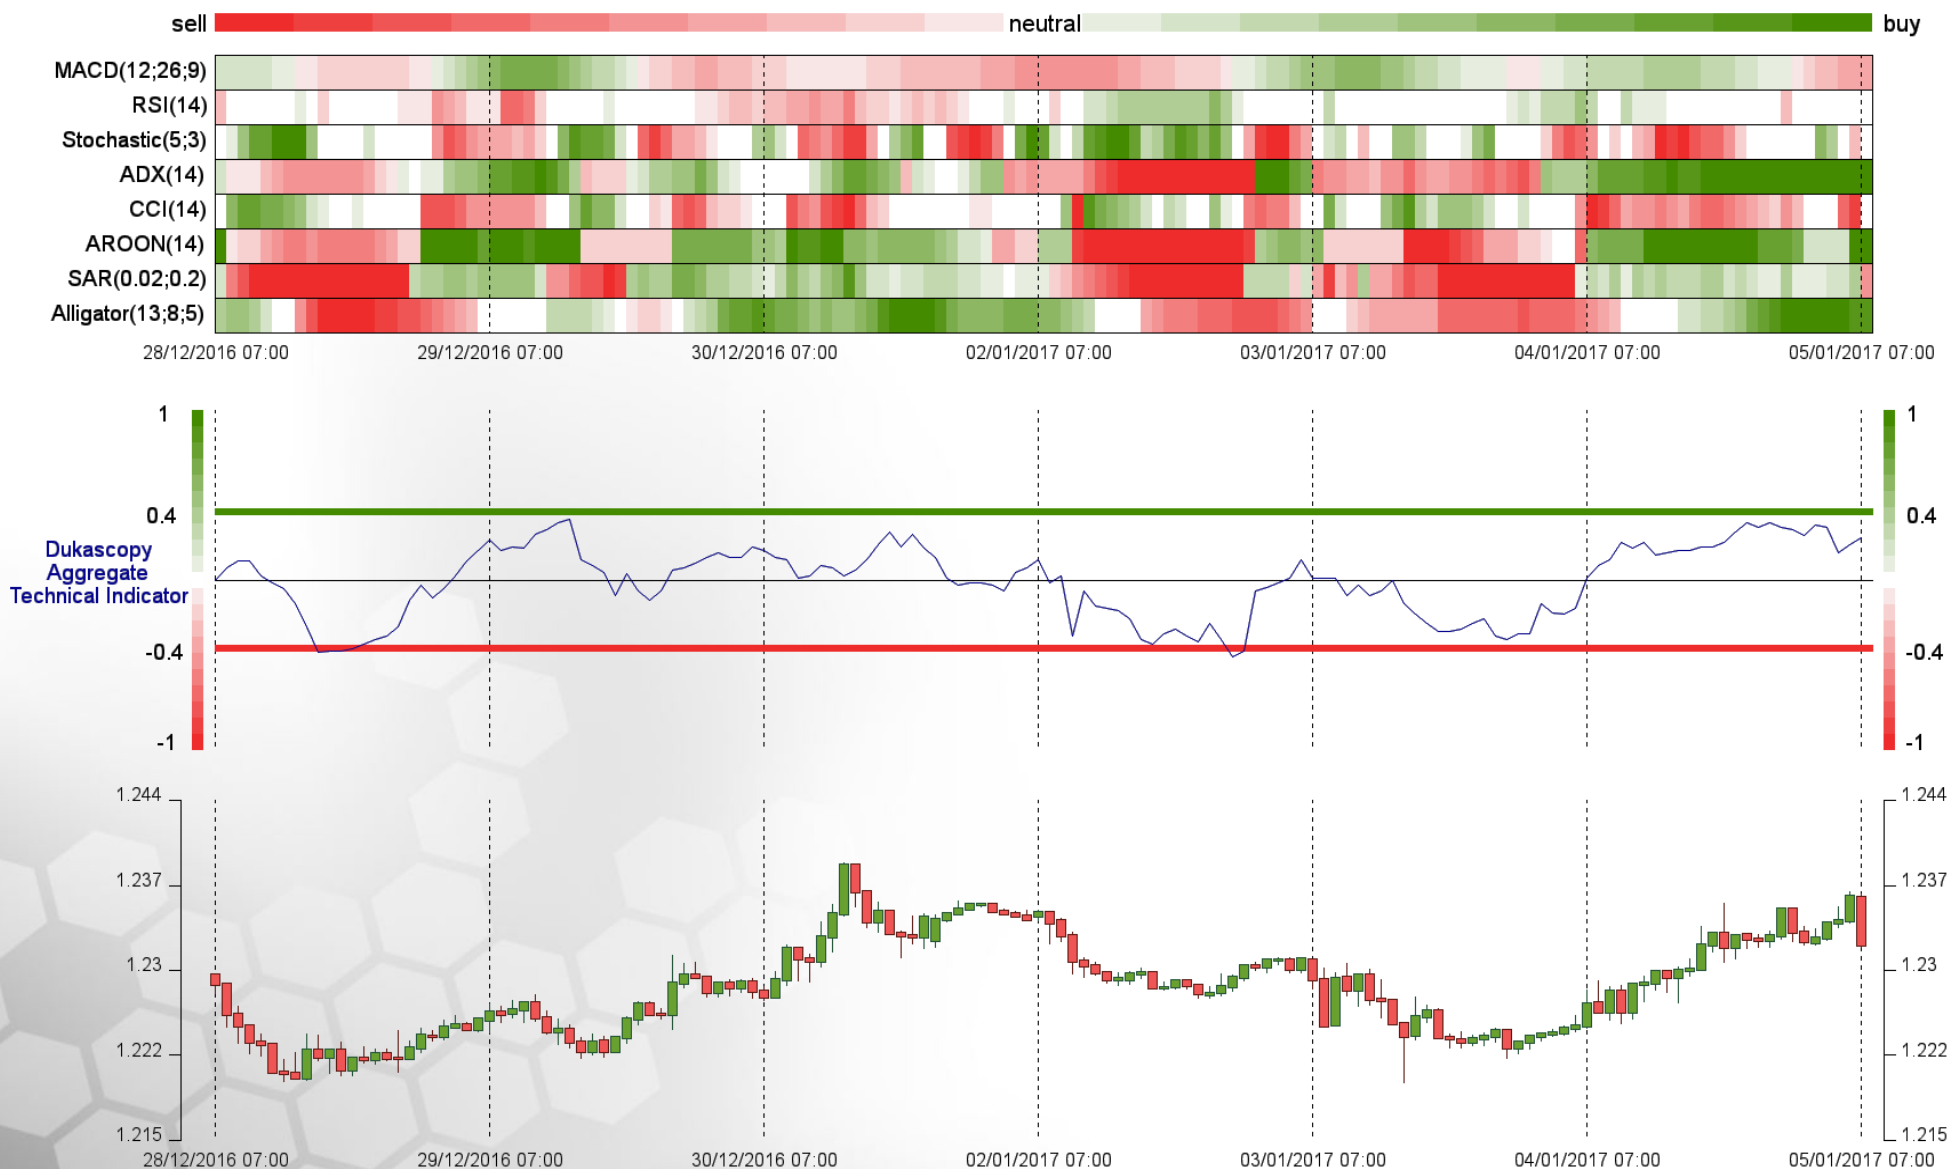 sell neutral buy
MACD(12;26;9)
RSI(14)
Stochastic(5;3)
ADX(14)
CCI(14)
AROON(14)
SAR(0.02;0.2)
Alligator(13;8;5)
28/12/2016 07:00 29/12/2016 07:00 30/12/2016 07:00 02/01/2017 07:00 03/01/2017 07:00 04/01/2017 07:00 05/01/2017 07:00
1 1
0.4 0.4
Dukascopy
Aggregate
Technical Indicator
-0.4 -0.4
-1 -1
1.244 1.244
1.237 1.237
1.23 1.23
1.222 1.222
1.215 1.215
28/12/2016 07:00 29/12/2016 07:00 30/12/2016 07:00 02/01/2017 07:00 03/01/2017 07:00 04/01/2017 07:00 05/01/2017 07:00